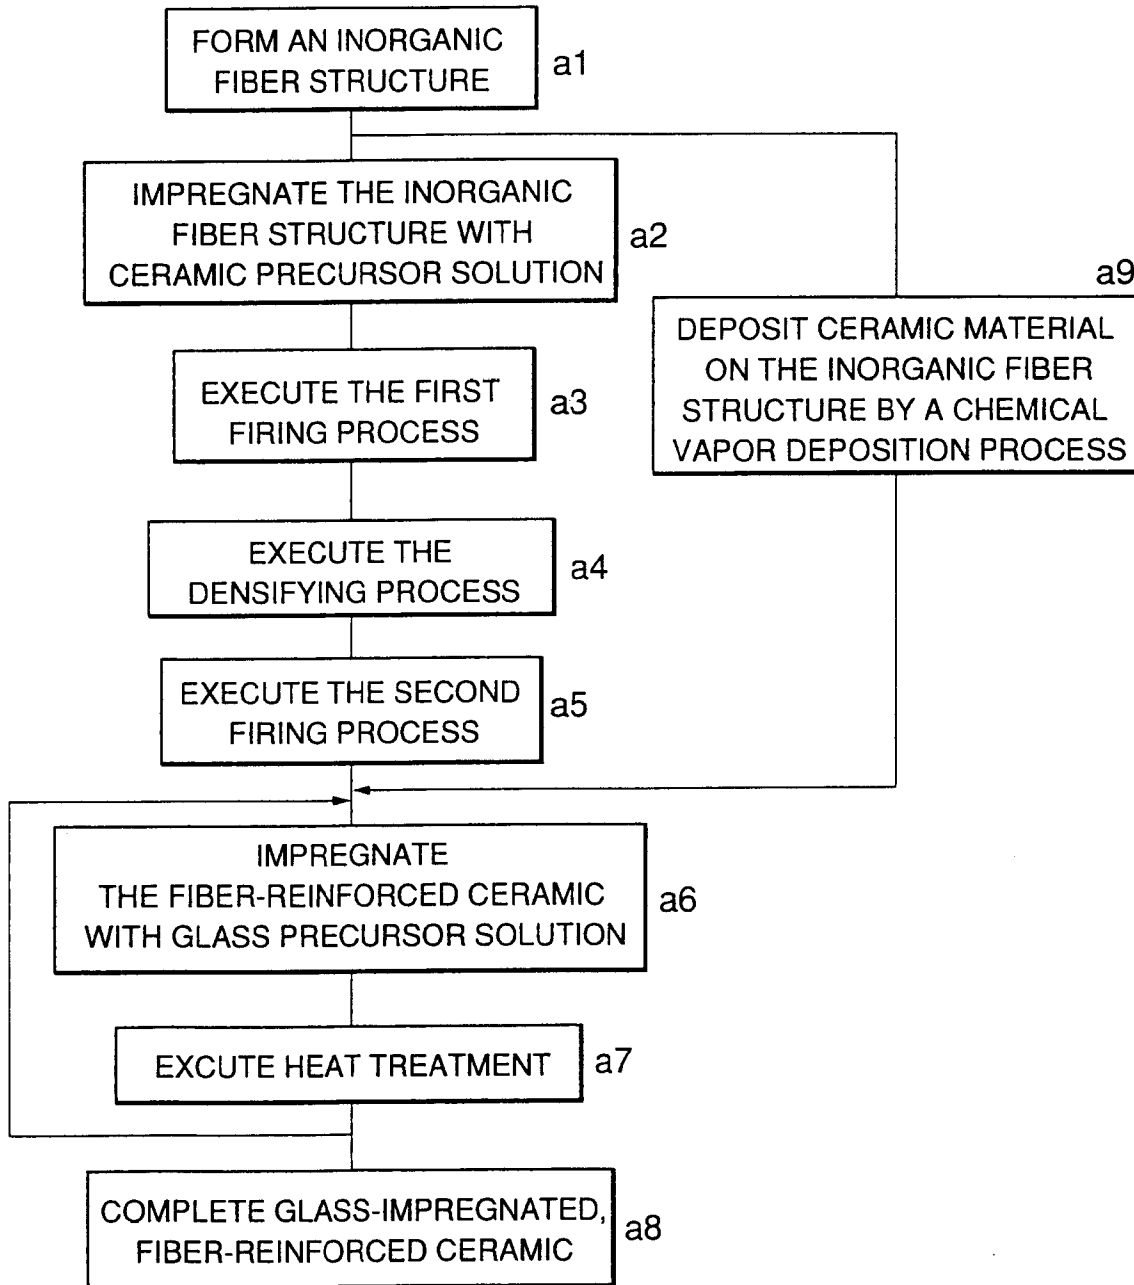 FORM AN INORGANIC
FIBER STRUCTURE
a1
IMPREGNATE THE INORGANIC
FIBER STRUCTURE WITH
CERAMIC PRECURSOR SOLUTION
a2
a9
DEPOSIT CERAMIC MATERIAL
ON THE INORGANIC FIBER
STRUCTURE BY A CHEMICAL
VAPOR DEPOSITION PROCESS
EXECUTE THE FIRST
FIRING PROCESS
a3
EXECUTE THE
DENSIFYING PROCESS
a4
EXECUTE THE SECOND
FIRING PROCESS
a5
IMPREGNATE
THE FIBER-REINFORCED CERAMIC
WITH GLASS PRECURSOR SOLUTION
a6
EXCUTE HEAT TREATMENT
a7
COMPLETE GLASS-IMPREGNATED,
FIBER-REINFORCED CERAMIC
a8